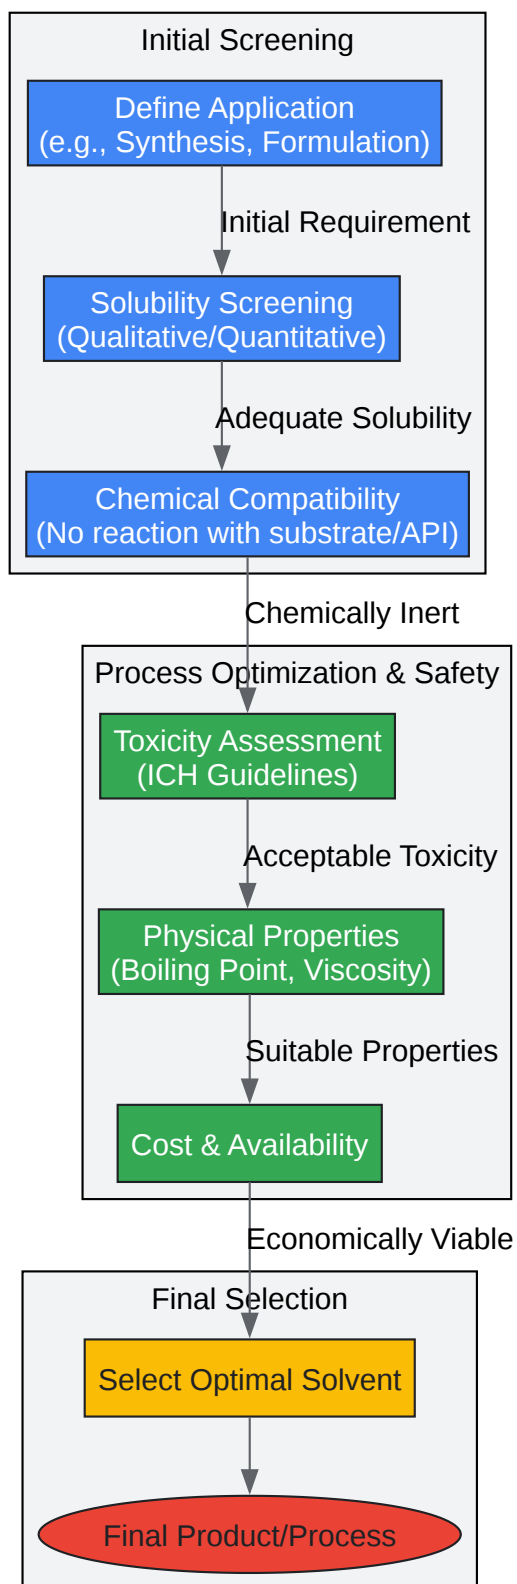 Initial Screening
Define Application
(e.g., Synthesis, Formulation)
Initial Requirement
Solubility Screening
(Qualitative/Quantitative)
Adequate Solubility
Chemical Compatibility
(No reaction with substrate/API)
Chemically Inert
Process Optimization & Safety
Toxicity Assessment
(ICH Guidelines)
Acceptable Toxicity
Physical Properties
(Boiling Point, Viscosity)
Suitable Properties
Cost & Availability
Economically Viable
Final Selection
Select Optimal Solvent
Final Product/Process